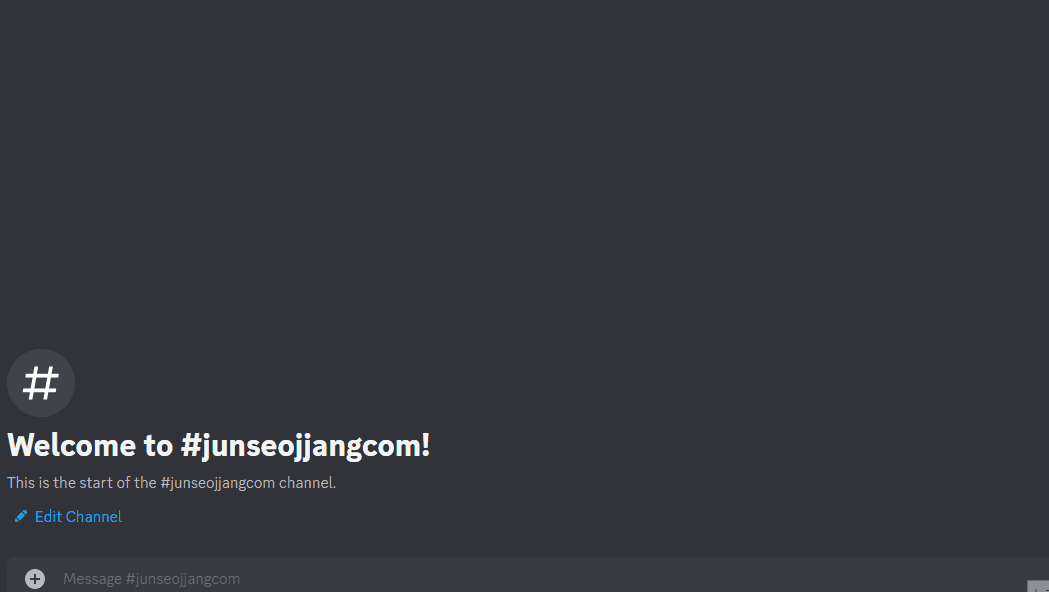 #
Welcome to #junseojjangcom!
This is the start of the #junseojjangcom channel.
Edit Channel
Message #junseojjangcom